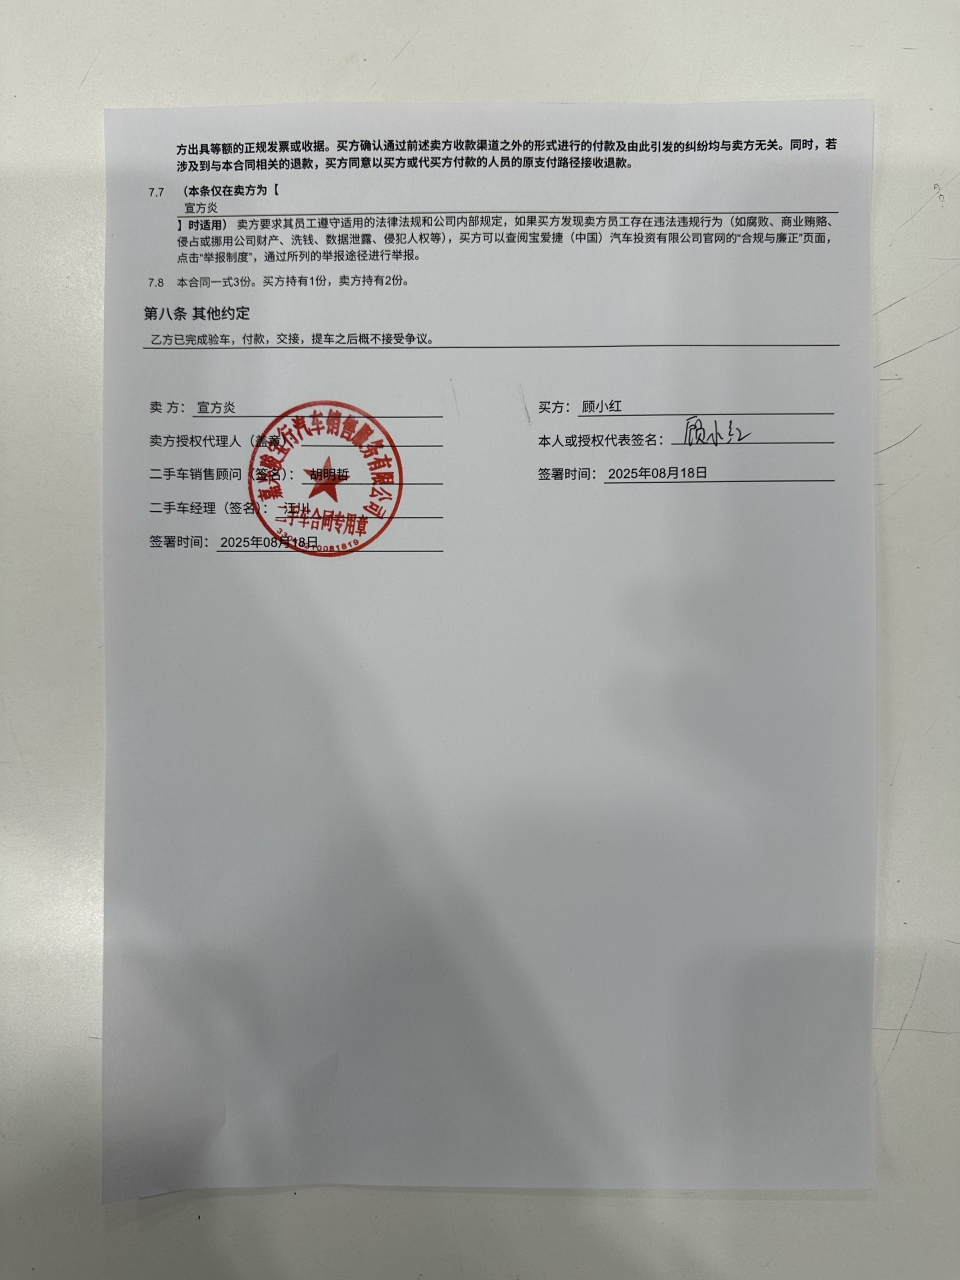 方出具等额的正规发票或收据。买方确认通过前述卖方收款渠道之外的形式进行的付款及由此引发的纠纷均与卖方无关。同时，若
涉及到与本合同相关的退款，买方同意以买方或代买方付款的人员的原支付路径接收退款。
7.7 （本条仅在卖方为【
宣方炎
】时适用） 卖方要求其员工遵守适用的法律法规和公司内部规定，如果买方发现卖方员工存在违法违规行为（如腐败、商业贿赂、
侵占或挪用公司财产、洗钱、数据泄露、侵犯人权等），买方可以查阅宝爱捷（中国）汽车投资有限公司官网的“合规与廉正”页面，
点击“举报制度”，通过所列的举报途径进行举报。
7.8 本合同一式3份。买方持有1份，卖方持有2份。
第八条 其他约定
乙方已完成验车，付款，交接，提车之后概不接受争议。
卖 方： 宣方炎
买方： 顾小红
卖方授权代理人（盖章）
本人或授权代表签名： 顾小红
二手车销售顾问（签名）： 胡明哲
签署时间： 2025年08月18日
二手车经理（签名）： 汪川
签署时间： 2025年08月18日
宝行汽车销售服务有限公司
二手车合同专用章